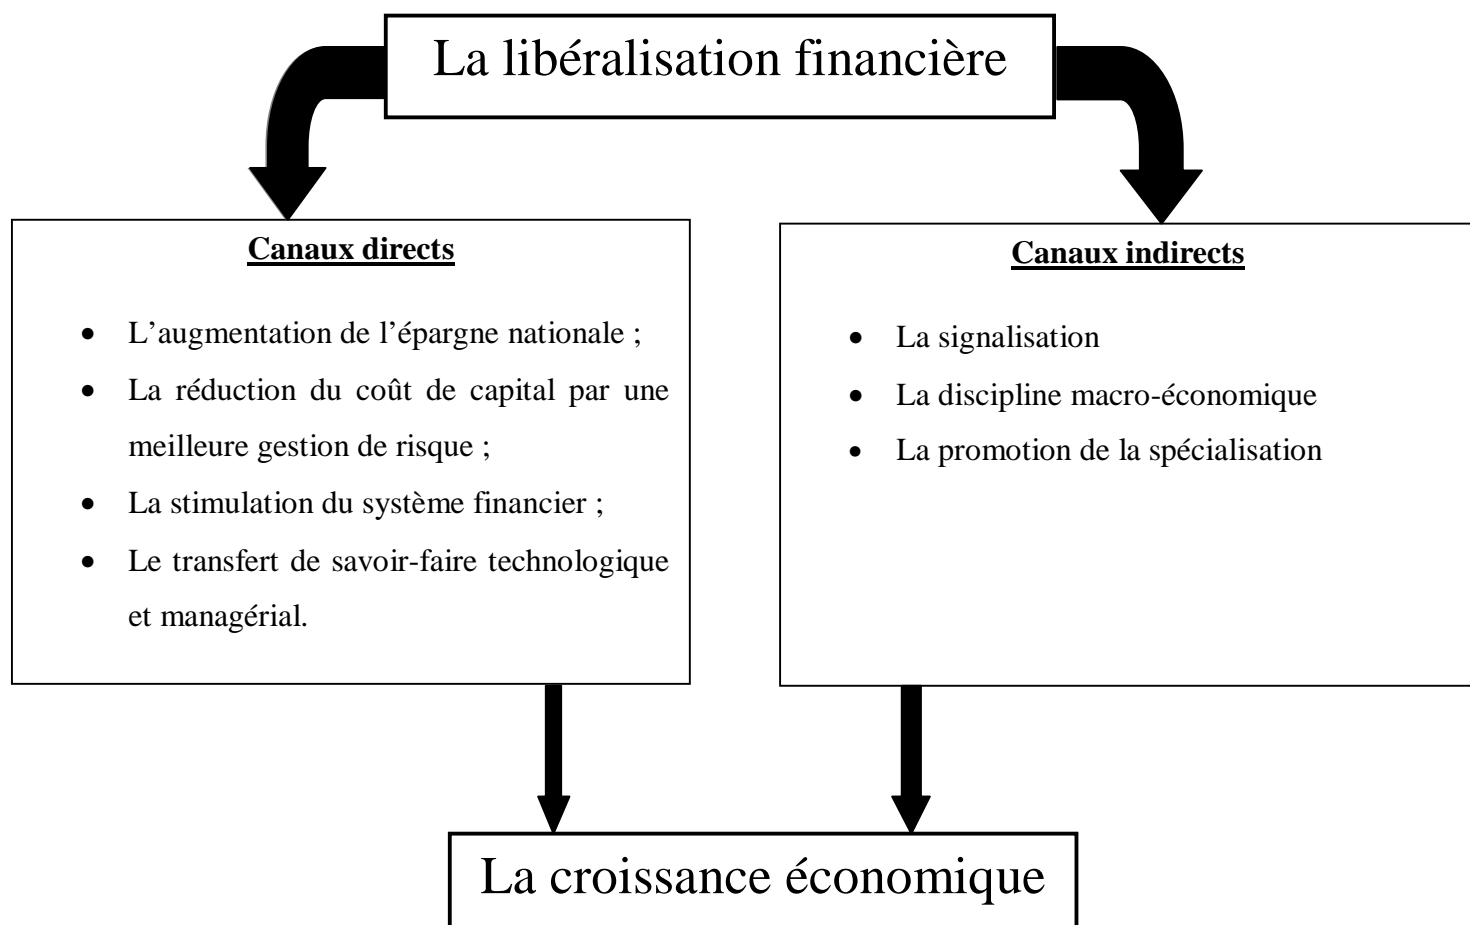 La libéralisation financière
Canaux directs
• L’augmentation de l’épargne nationale ;
• La réduction du coût de capital par une
meilleure gestion de risque ;
• La stimulation du système financier ;
• Le transfert de savoir-faire technologique
et managérial.
Canaux indirects
• La signalisation
• La discipline macro-économique
• La promotion de la spécialisation
La croissance économique